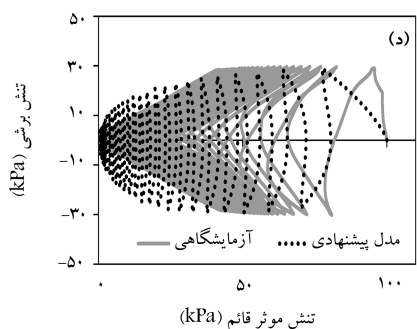 (د)
۵۰
۳۰
۱۰
-۱۰
-۳۰
-۵۰
تنش برشی (kPa)
آزمایشگاهی
مدل پیشنهادی
۰ ۵۰ ۱۰۰
تنش موثر قائم (kPa)